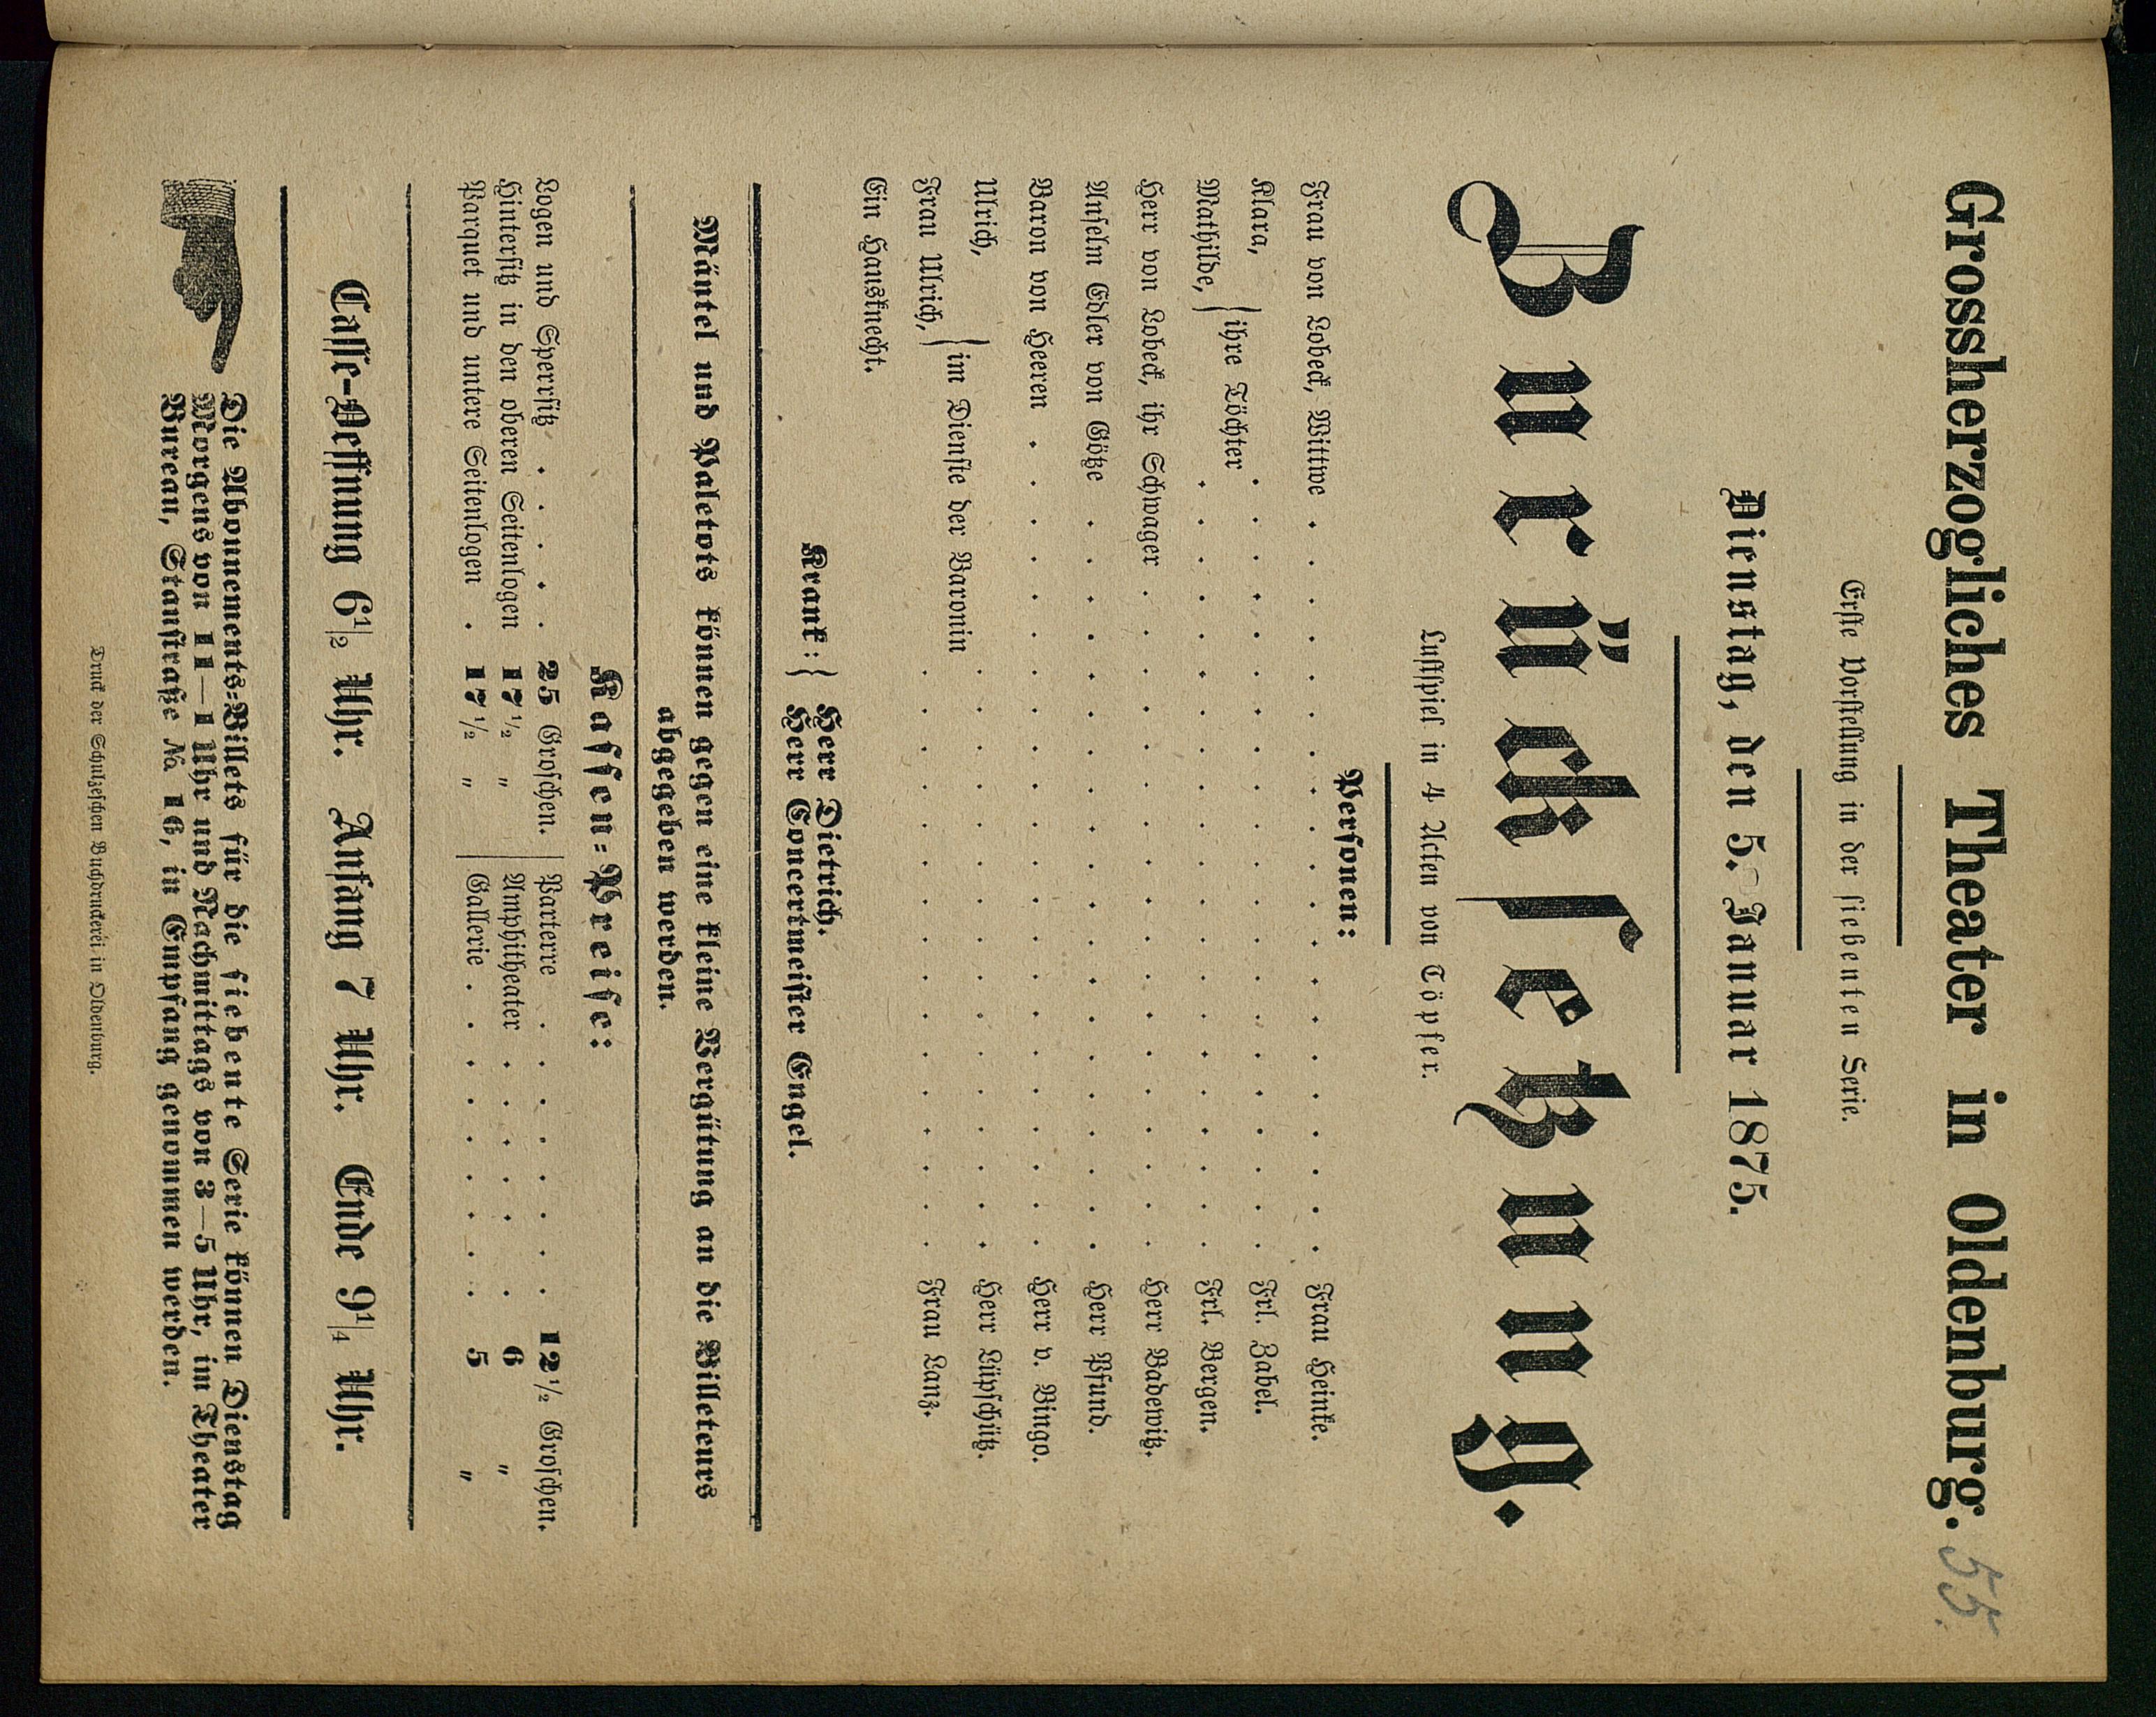 Grossherzogliches Theater in Oldenburg.
55.
Erste Vorstellung in der siebenten Serie.
Dienstag, den 5. Januar 1875.
Zurücksetzung.
Lustspiel in 4 Acten von Töpfer.
Personen:
Frau von Lobeck, Wittwe . . . . . . . . . . . . . . . . . . . . Frau Heinke.
Klara, } ihre Töchter . . . . . . . . . . . . . . . . . . . . . Frl. Zabel.
Mathilde, . . . . . . . . . . . . . . . . . . . . . Frl. Bergen.
Herr von Lobeck, ihr Schwager . . . . . . . . . . . . . . . . . . Herr Badewitz.
Anselm Edler von Götze . . . . . . . . . . . . . . . . . . . . Herr Pfund.
Baron von Heeren . . . . . . . . . . . . . . . . . . . . . . Herr v. Bingo.
Ulrich, } im Dienste der Baronin . . . . . . . . . . . . . . . . Herr Lüpschütz.
Frau Ulrich, . . . . . . . . . . . . . . . . Frau Lanz.
Ein Hausknecht.
Krank: { Herr Dietrich.
Herr Concertmeister Engel.
Mäntel und Paletots können gegen eine kleine Vergütung an die Billeteurs
abgegeben werden.
Kassen-Preise:
Logen und Sperrsitz . . . . . 25 Groschen. | Parterre . . . . . . . . 12½ Groschen.
Hintersitz in den oberen Seitenlogen 17½ " | Amphitheater . . . . . . . 6 "
Parquet und untere Seitenlogen . 17½ " | Gallerie . . . . . . . . . 5 "
Casse-Oeffnung 6½ Uhr. Anfang 7 Uhr. Ende 9¼ Uhr.
Die Abonnements-Billets für die siebente Serie können Dienstag
Morgens von 11—1 Uhr und Nachmittags von 3—5 Uhr, im Theater
Bureau, Staustraße № 16, in Empfang genommen werden.
Druck der Schulzeschen Buchdruckerei in Oldenburg.